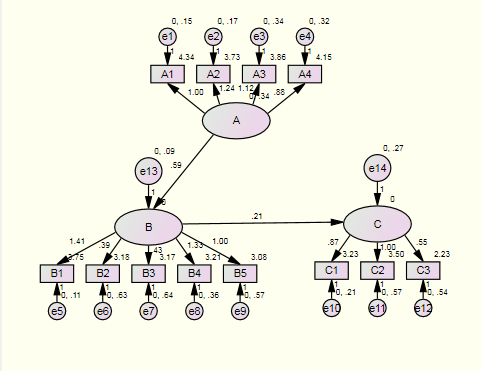 0, .15 0, .17 0, .34 0, .32
e1 e2 e3 e4
1 1 1 1
4.34 3.73 3.86 4.15
A1 A2 A3 A4
1.00 1.24 1.12 .88
0, .34
A
0, .09 .59 0, .27
e13 e14
1 1
0 0
B .21 C
1.41 .39 .43 1.33 1.00 .87 1.00 .55
3.75 3.18 3.17 3.21 3.08 3.23 3.50 2.23
B1 B2 B3 B4 B5 C1 C2 C3
1 1 1 1 1 1 1 1
0, .11 0, .63 0, .64 0, .36 0, .57 0, .21 0, .57 0, .54
e5 e6 e7 e8 e9 e10 e11 e12